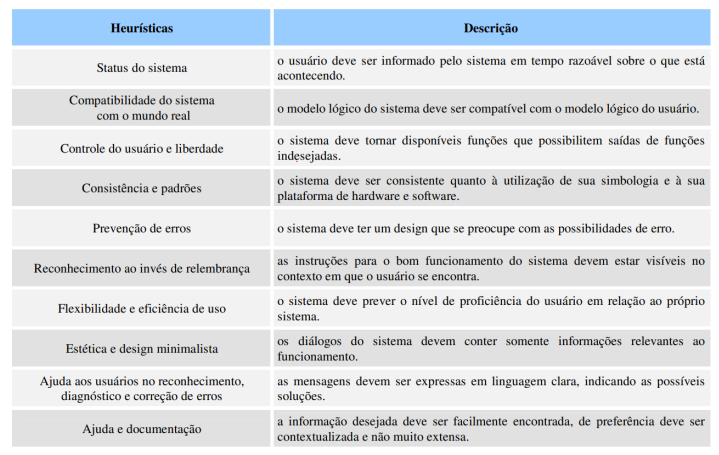 Heurísticas
Descrição
Status do sistema
o usuário deve ser informado pelo sistema em tempo razoável sobre o que está
acontecendo.
Compatibilidade do sistema
com o mundo real
o modelo lógico do sistema deve ser compatível com o modelo lógico do usuário.
Controle do usuário e liberdade
o sistema deve tornar disponíveis funções que possibilitem saídas de funções
indesejadas.
Consistência e padrões
o sistema deve ser consistente quanto à utilização de sua simbologia e à sua
plataforma de hardware e software.
Prevenção de erros
o sistema deve ter um design que se preocupe com as possibilidades de erro.
Reconhecimento ao invés de relembrança
as instruções para o bom funcionamento do sistema devem estar visíveis no
contexto em que o usuário se encontra.
Flexibilidade e eficiência de uso
o sistema deve prever o nível de proficiência do usuário em relação ao próprio
sistema.
Estética e design minimalista
os diálogos do sistema devem conter somente informações relevantes ao
funcionamento.
Ajuda aos usuários no reconhecimento,
diagnóstico e correção de erros
as mensagens devem ser expressas em linguagem clara, indicando as possíveis
soluções.
Ajuda e documentação
a informação desejada deve ser facilmente encontrada, de preferência deve ser
contextualizada e não muito extensa.